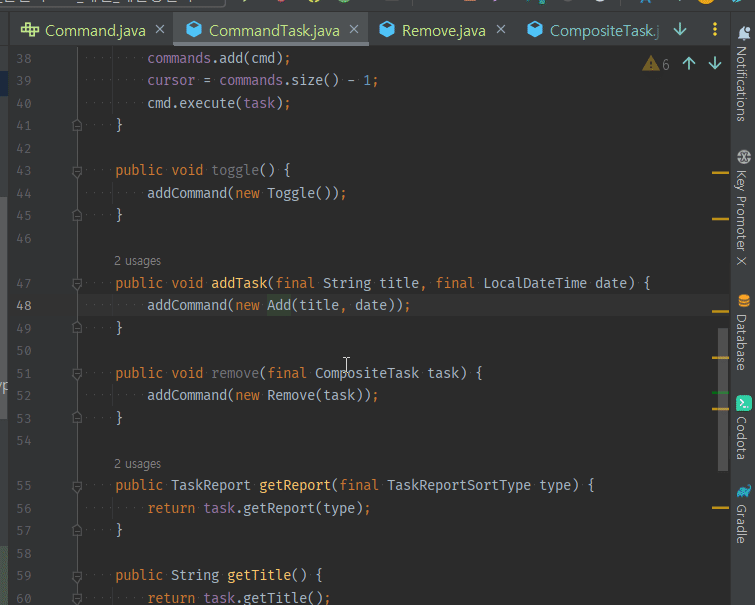 Command.java
CommandTask.java
Remove.java
CompositeTask.j
6
38 commands.add(cmd);
39 cursor = commands.size() - 1;
40 cmd.execute(task);
41 }
42
43 public void toggle() {
44 addCommand(new Toggle());
45 }
46
2 usages
47 public void addTask(final String title, final LocalDateTime date) {
48 addCommand(new Add(title, date));
49 }
50
51 public void remove(final CompositeTask task) {
52 addCommand(new Remove(task));
53 }
54
2 usages
55 public TaskReport getReport(final TaskReportSortType type) {
56 return task.getReport(type);
57 }
58
59 public String getTitle() {
60 return task.getTitle();
Notifications
Key Promoter X
Database
Codota
Gradle